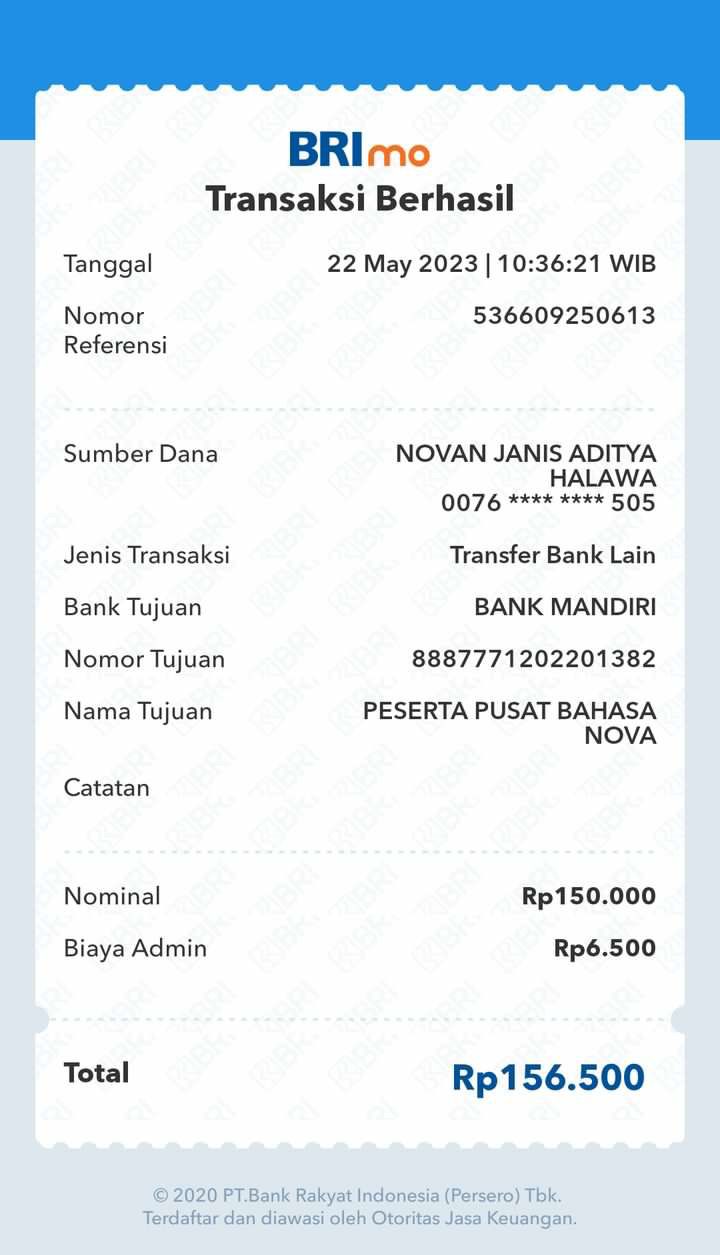 BRImo
Transaksi Berhasil
Tanggal 22 May 2023 | 10:36:21 WIB
Nomor Referensi 536609250613
Sumber Dana NOVAN JANIS ADITYA
HALAWA
0076 **** **** 505
Jenis Transaksi Transfer Bank Lain
Bank Tujuan BANK MANDIRI
Nomor Tujuan 8887771202201382
Nama Tujuan PESERTA PUSAT BAHASA
NOVA
Catatan
Nominal Rp150.000
Biaya Admin Rp6.500
Total Rp156.500
© 2020 PT.Bank Rakyat Indonesia (Persero) Tbk.
Terdaftar dan diawasi oleh Otoritas Jasa Keuangan.